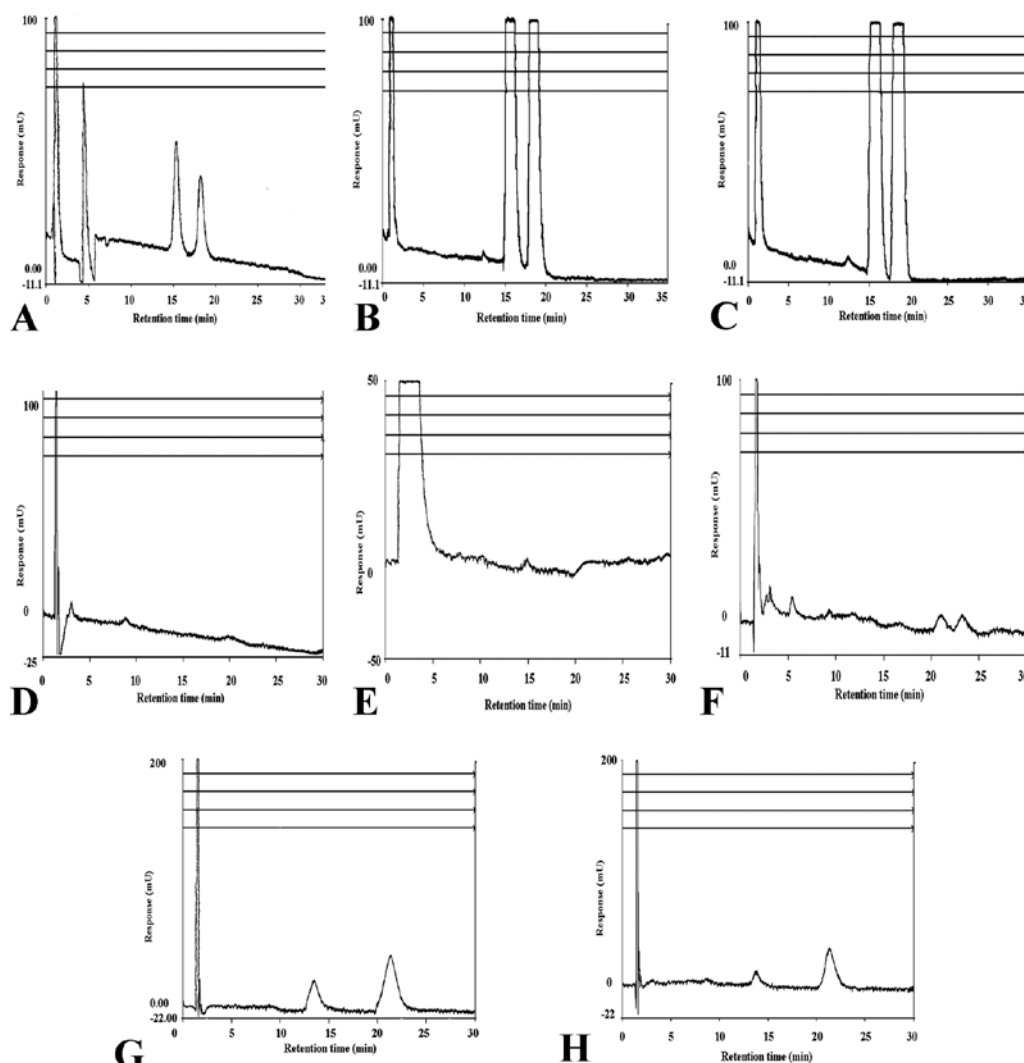 100
Response (mU)
0.00
-11.1
0 5 10 15 20 25 30 3
Retention time (min)
A
100
Response (mU)
0.00
-11.1
0 5 10 15 20 25 30 35
Retention time (min)
B
100
Response (mU)
0.0
-11.1
0 5 10 15 20 25 30 3
Retention time (min)
C
100
Response (mU)
0
-25
0 5 10 15 20 25 30
Retention time (min)
D
50
Response (mU)
0
-50
0 5 10 15 20 25 30
Retention time (min)
E
100
Response (mU)
0
-11
0 5 10 15 20 25 30
Retention time (min)
F
200
Response (mU)
0.00
-22.00
0 5 10 15 20 25 30
Retention time (min)
G
200
Response (mU)
0
-22
0 5 10 15 20 25 30
Retention time (min)
H